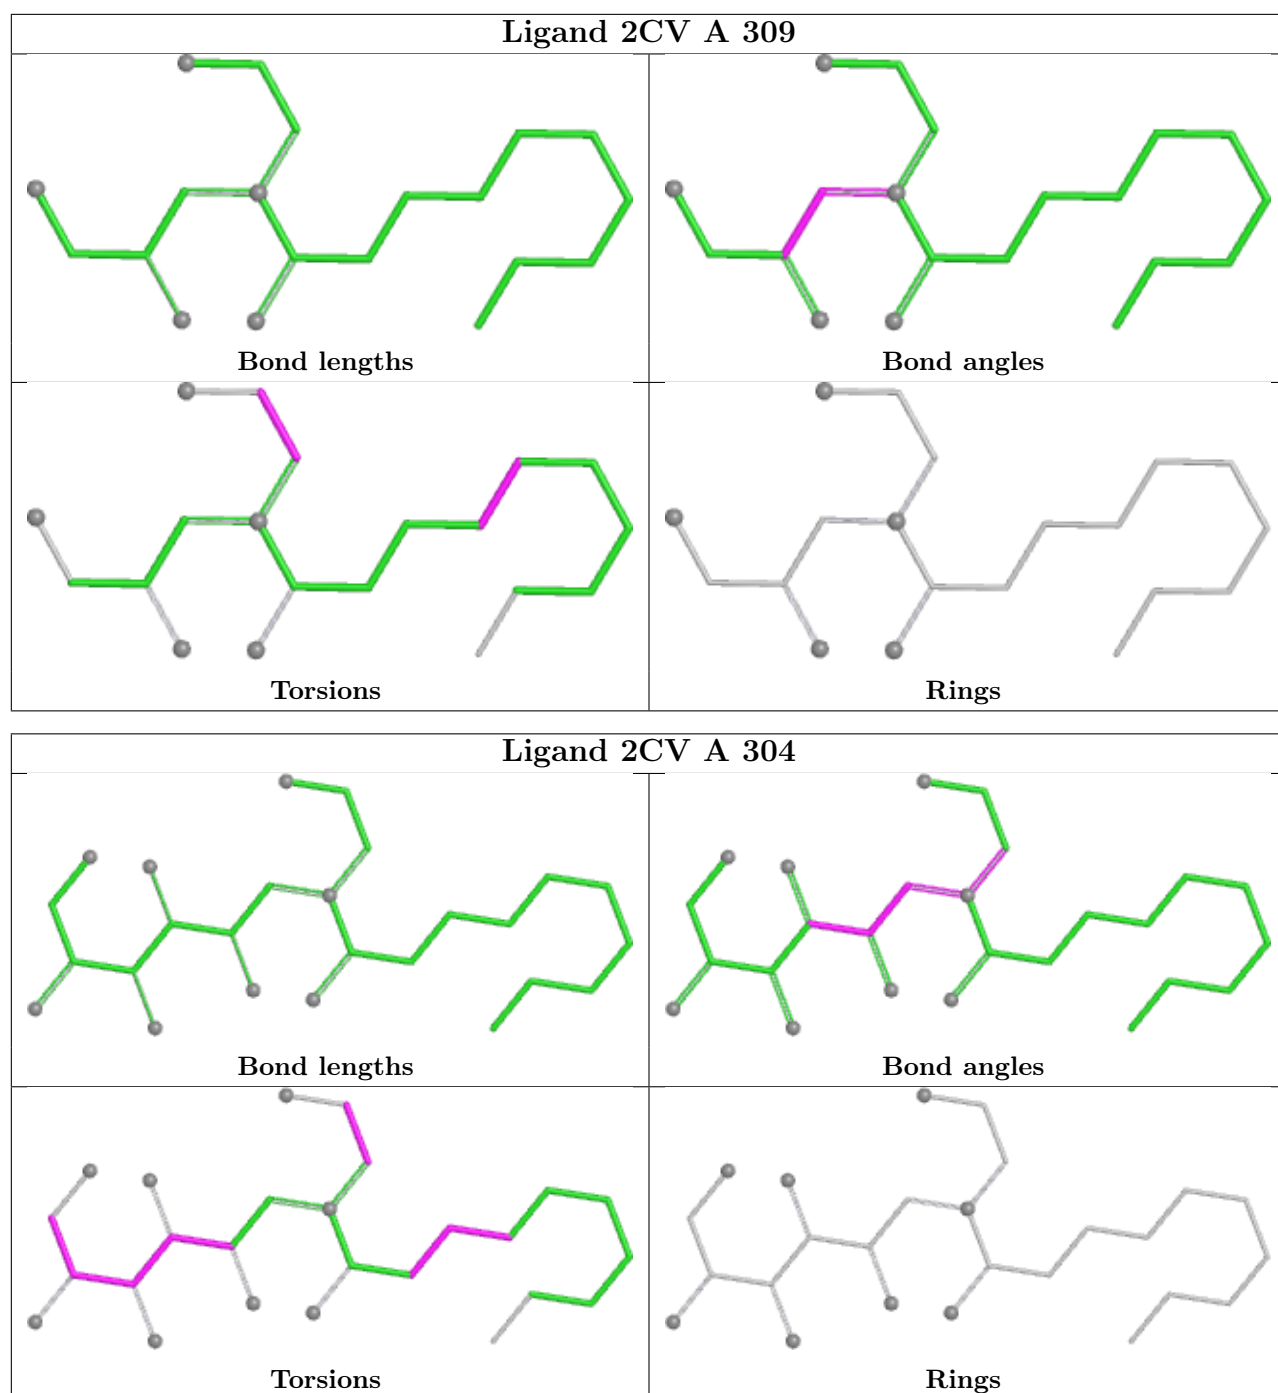 Ligand 2CV A 309
Bond lengths
Bond angles
Torsions
Rings
Ligand 2CV A 304
Bond lengths
Bond angles
Torsions
Rings